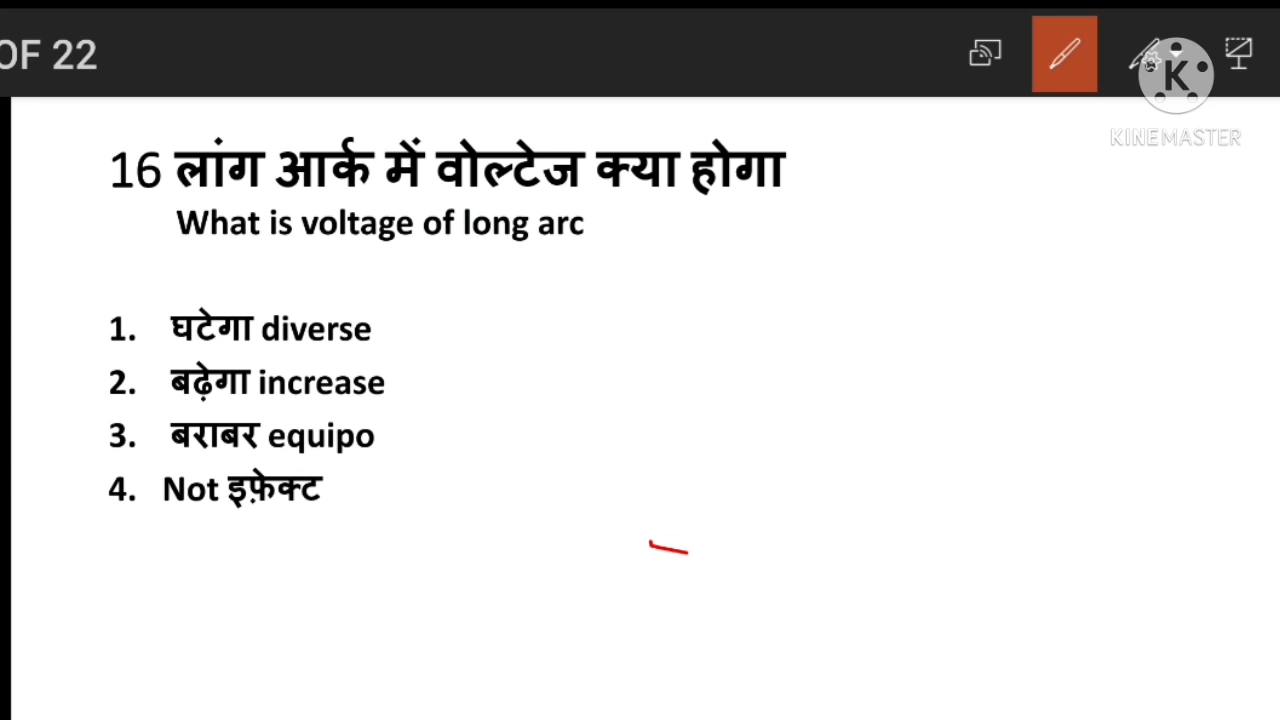 OF 22
K
KINEMASTER
16 लांग आर्क में वोल्टेज क्या होगा
What is voltage of long arc
1. घटेगा diverse
2. बढ़ेगा increase
3. बराबर equipo
4. Not इफ़ेक्ट